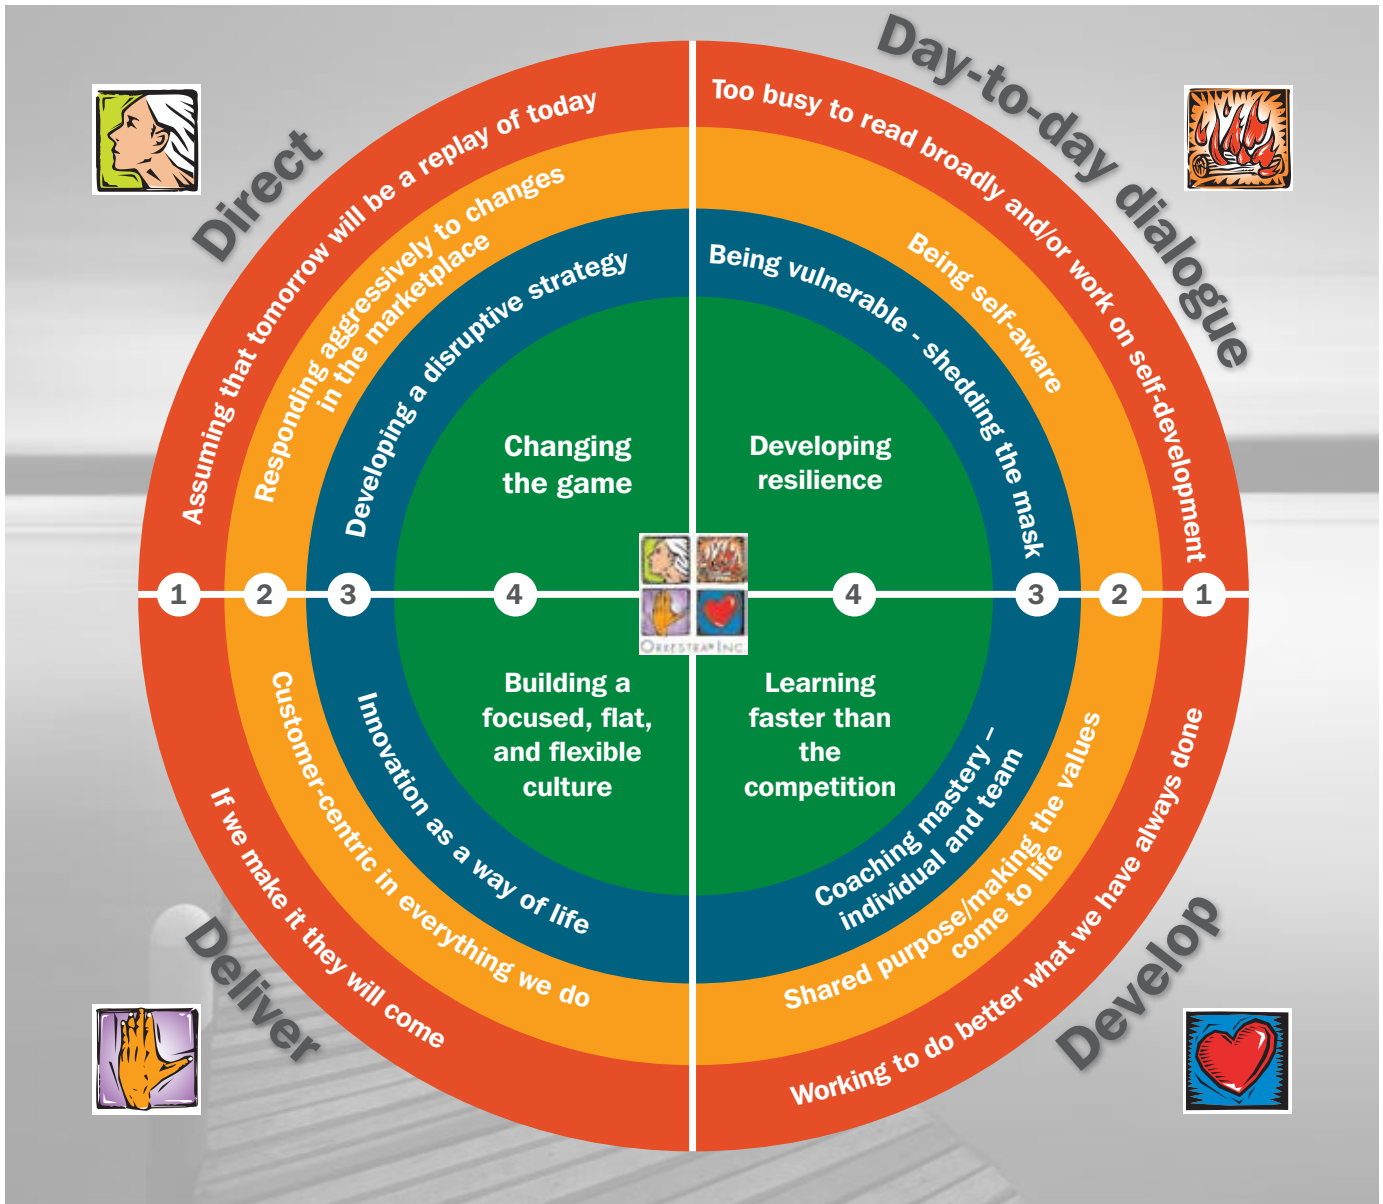 Direct
Assuming that tomorrow will be a replay of today
Responding aggressively to changes
in the marketplace
Developing a disruptive strategy
Changing
the game
Day-to-day dialogue
Too busy to read broadly and/or work on self-development
Being self-aware
Being vulnerable - shedding the mask
Developing
resilience
1 2 3 4 4 3 2 1
ORKESTRA® INC.
Deliver
If we make it they will come
Customer-centric in everything we do
Innovation as a way of life
Building a
focused, flat,
and flexible
culture
Develop
Working to do better what we have always done
Shared purpose/making the values
come to life
Coaching mastery –
individual and team
Learning
faster than
the
competition